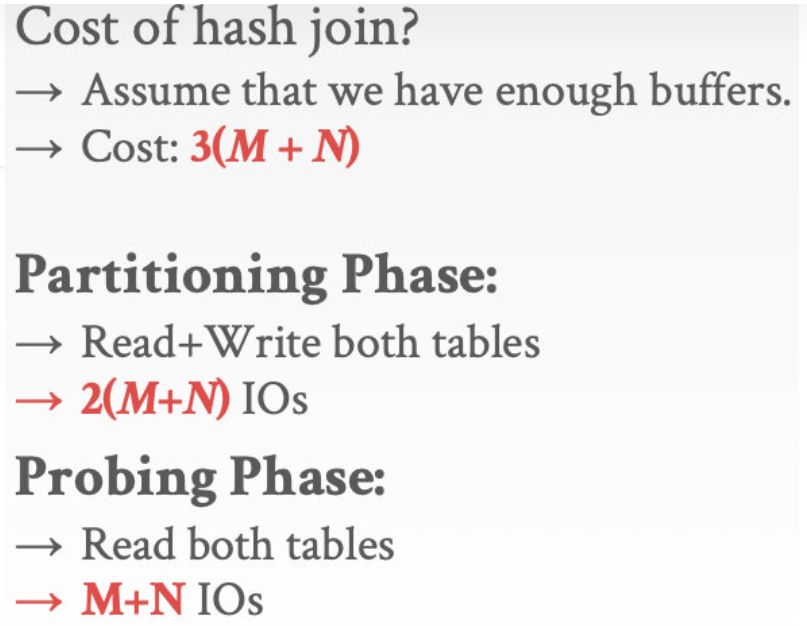 Cost of hash join?
→ Assume that we have enough buffers.
→ Cost: 3(M + N)
Partitioning Phase:
→ Read+Write both tables
→ 2(M+N) IOs
Probing Phase:
→ Read both tables
→ M+N IOs